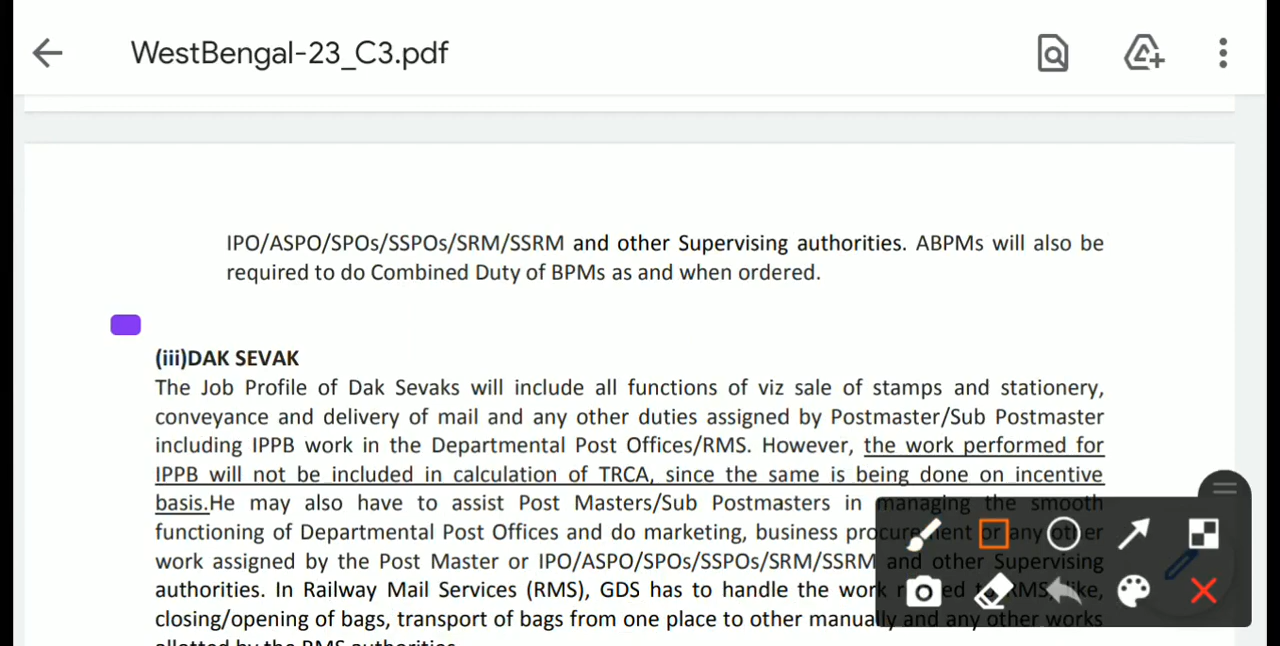 WestBengal-23_C3.pdf
IPO/ASPO/SPOs/SSPOs/SRM/SSRM and other Supervising authorities. ABPMs will also be
required to do Combined Duty of BPMs as and when ordered.
(iii)DAK SEVAK
The Job Profile of Dak Sevaks will include all functions of viz sale of stamps and stationery,
conveyance and delivery of mail and any other duties assigned by Postmaster/Sub Postmaster
including IPPB work in the Departmental Post Offices/RMS. However, the work performed for
IPPB will not be included in calculation of TRCA, since the same is being done on incentive
basis.He may also have to assist Post Masters/Sub Postmasters in managing the smooth
functioning of Departmental Post Offices and do marketing, business procurement or any other
work assigned by the Post Master or IPO/ASPO/SPOs/SSPOs/SRM/SSRM and other Supervising
authorities. In Railway Mail Services (RMS), GDS has to handle the work related to RMS like,
closing/opening of bags, transport of bags from one place to other manually and any other works
allotted by the RMS authorities.